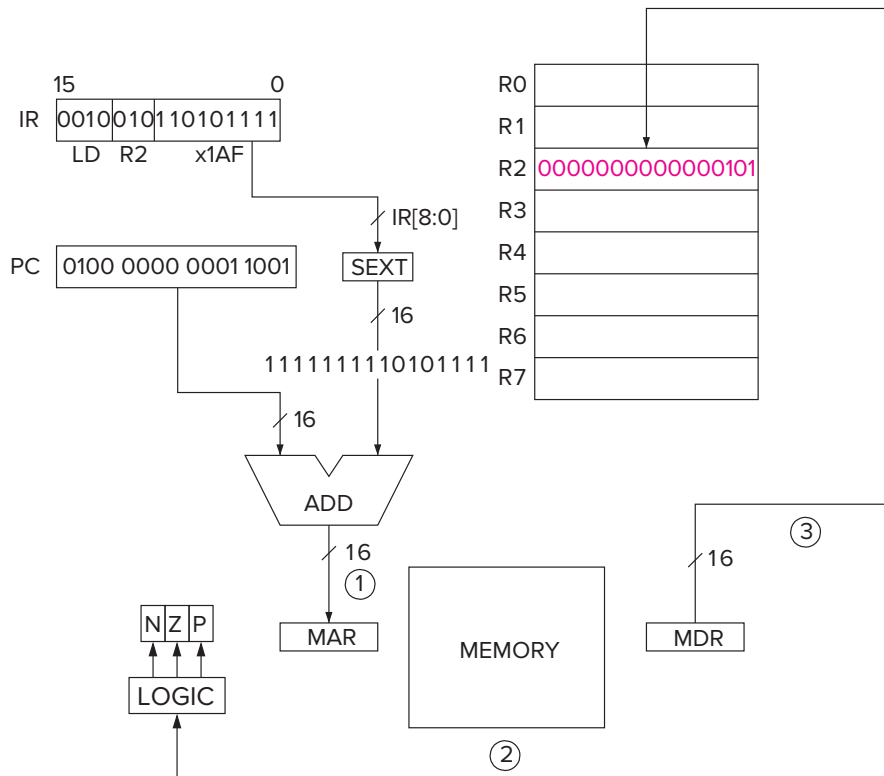 15 0
IR 0010 010 110101111
LD R2 x1AF
IR[8:0]
PC 0100 0000 0001 1001
SEXT
16
1111111110101111
16
ADD
16
1
MAR
MEMORY
2
N Z P
LOGIC
R0
R1
R2 0000000000000101
R3
R4
R5
R6
R7
3
16
MDR